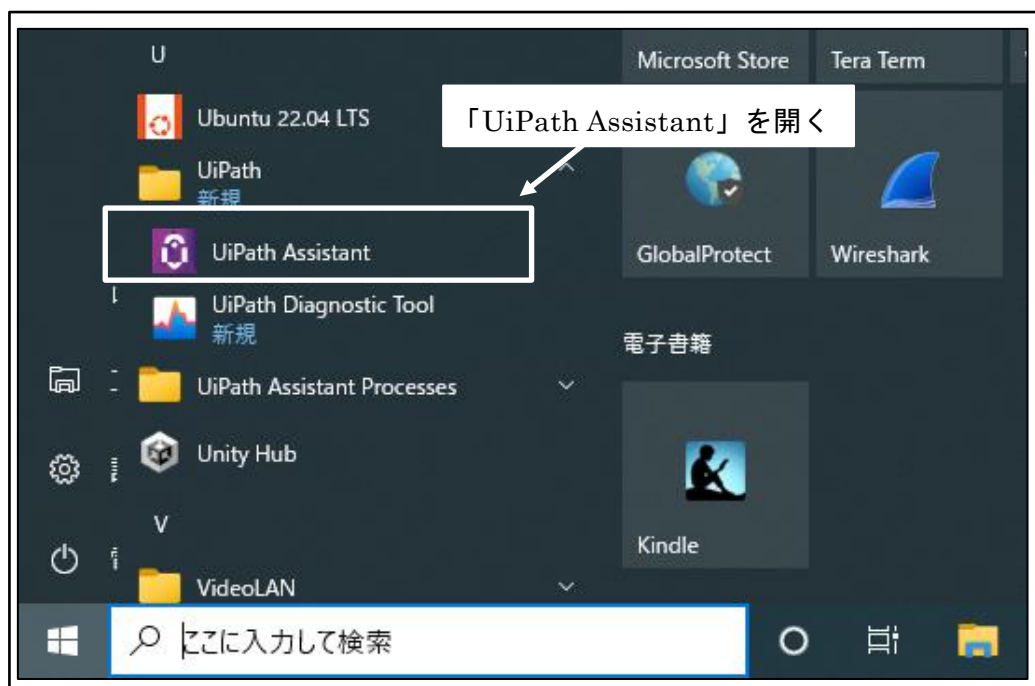 U
Ubuntu 22.04 LTS
UiPath
新規
UiPath Assistant
UiPath Diagnostic Tool
新規
UiPath Assistant Processes
Unity Hub
V
VideoLAN
「UiPath Assistant」を開く
Microsoft Store
Tera Term
GlobalProtect
Wireshark
電子書籍
Kindle
ここに入力して検索